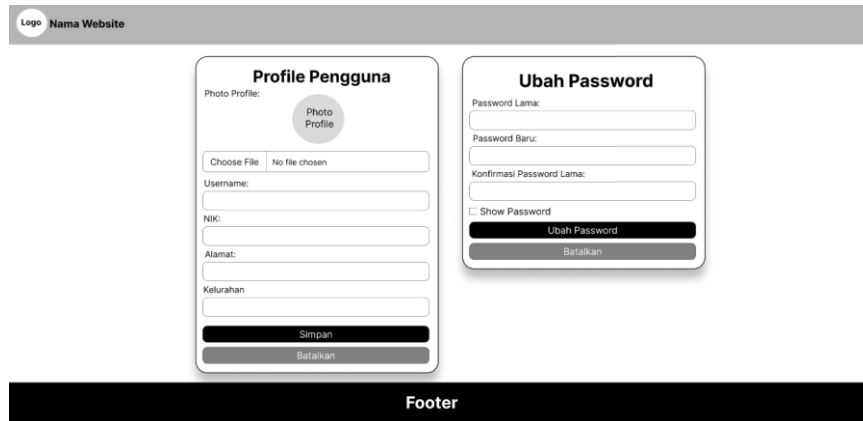 Logo Nama Website
Profile Pengguna
Photo Profile:
Photo
Profile
Choose File No file chosen
Username:
NIK:
Alamat:
Kelurahan
Simpan
Batalkan
Ubah Password
Password Lama:
Password Baru:
Konfirmasi Password Lama:
Show Password
Ubah Password
Batalkan
Footer